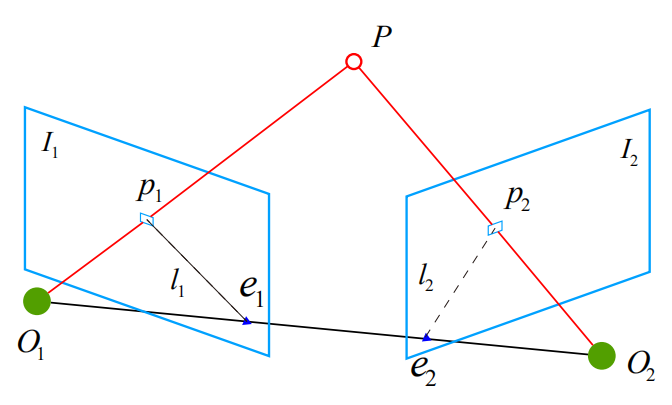 P
I₁
I₂
p₁
p₂
l₁
e₁
l₂
O₁
e₂
O₂